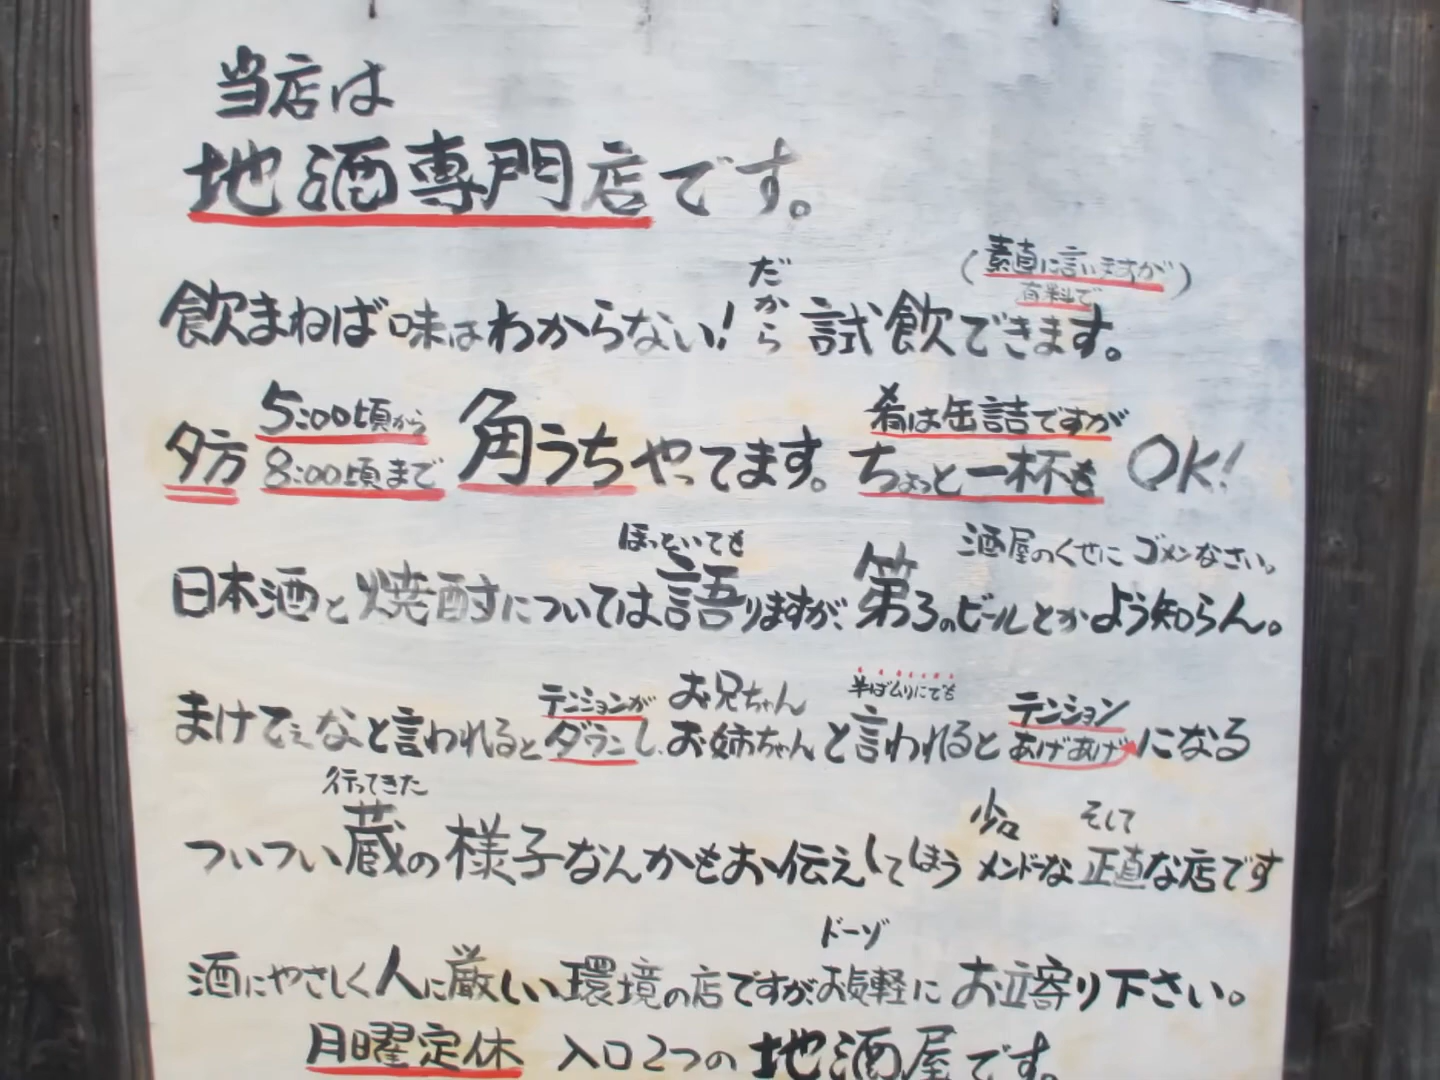 当店は
地酒専門店です。
(素直に言いますが)
有料で
飲まねば味はわからない!だから試飲できます。
5:00頃から
肴は缶詰ですが
夕方8:00頃まで角うちやってます。ちょっと一杯もOK!
ほっといても
酒屋のくせにゴメンなさい。
日本酒と焼酎については語りますが、第3のビールとかよう知らん。
テンションが お兄ちゃん 半ばムリにでも テンション
まけてぇなと言われるとダウンし、お姉ちゃんと言われるとあげあげになる
行ってきた 少々 そして
ついつい蔵の様子なんかもお伝えしてしまうメンドーな正直な店です
ドーゾ
酒にやさしく人に厳しい環境の店ですがお気軽にお立寄り下さい。
月曜定休 入口2つの地酒屋です。